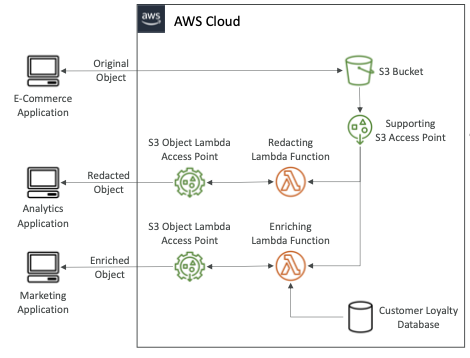 aws
AWS Cloud
Original
Object
S3 Bucket
E-Commerce
Application
Supporting
S3 Access Point
S3 Object Lambda
Access Point
Redacting
Lambda Function
Redacted
Object
Analytics
Application
S3 Object Lambda
Access Point
Enriching
Lambda Function
Enriched
Object
Marketing
Application
Customer Loyalty
Database